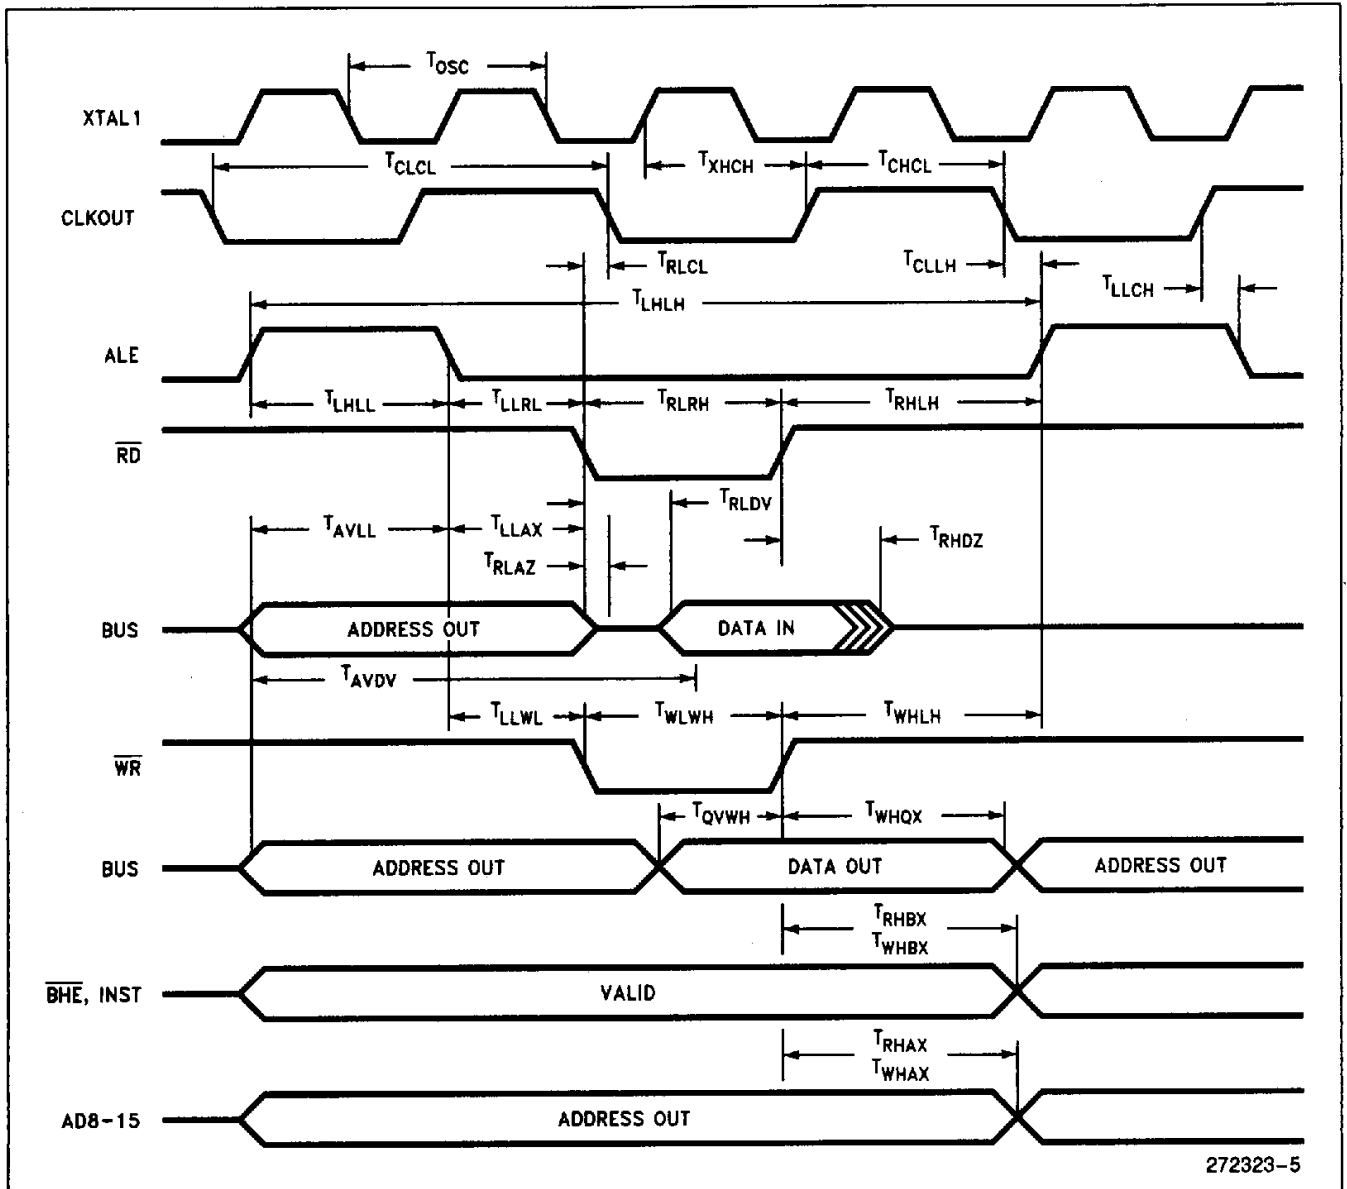 TOSC
XTAL1
TCLCL TXHCH TCHCL
CLKOUT
TRLCL TCLLH
TLLCH
TLHLH
ALE
TLHLL TLLRL TRLRH TRHLH
RD
TRLDV
TAVLL TLLAX
TRHDZ
TRLAZ
BUS ADDRESS OUT DATA IN
TAVDV
TLLWL TWLWH TWHLH
WR
TQVWH TWHQX
BUS ADDRESS OUT DATA OUT ADDRESS OUT
TRHBX
TWHBX
BHE, INST VALID
TRHAX
TWHAX
AD8-15 ADDRESS OUT
272323-5